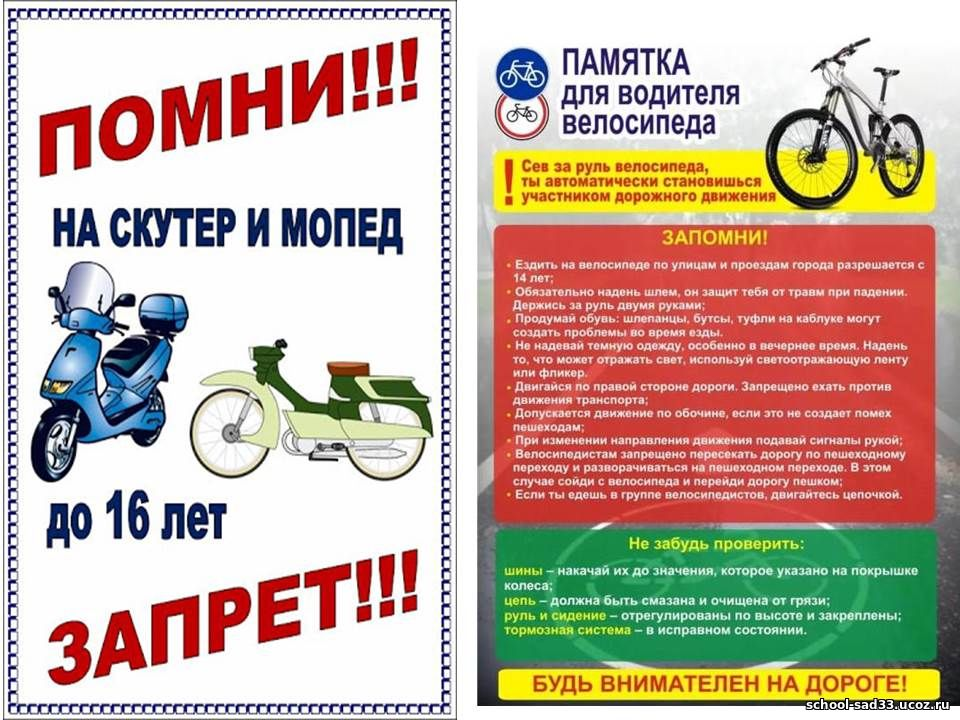 ПОМНИ!!!
НА СКУТЕР И МОПЕД
до 16 лет
ЗАПРЕТ!!!
ПАМЯТКА
для водителя
велосипеда
! Сев за руль велосипеда,
ты автоматически становишься
участником дорожного движения
ЗАПОМНИ!
• Ездить на велосипеде по улицам и проездам города разрешается с
14 лет;
• Обязательно надень шлем, он защит тебя от травм при падении.
Держись за руль двумя руками;
• Продумай обувь: шлепанцы, бутсы, туфли на каблуке могут
создать проблемы во время езды.
• Не надевай темную одежду, особенно в вечернее время. Надень
то, что может отражать свет, используй светоотражающую ленту
или фликер.
• Двигайся по правой стороне дороги. Запрещено ехать против
движения транспорта;
• Допускается движение по обочине, если это не создает помех
пешеходам;
• При изменении направления движения подавай сигналы рукой;
• Велосипедистам запрещено пересекать дорогу по пешеходному
переходу и разворачиваться на пешеходном переходе. В этом
случае сойди с велосипеда и перейди дорогу пешком;
• Если ты едешь в группе велосипедистов, двигайтесь цепочкой.
Не забудь проверить:
шины – накачай их до значения, которое указано на покрышке
колеса;
цепь – должна быть смазана и очищена от грязи;
руль и сидение – отрегулированы по высоте и закреплены;
тормозная система – в исправном состоянии.
БУДЬ ВНИМАТЕЛЕН НА ДОРОГЕ!
school-sad33.ucoz.ru